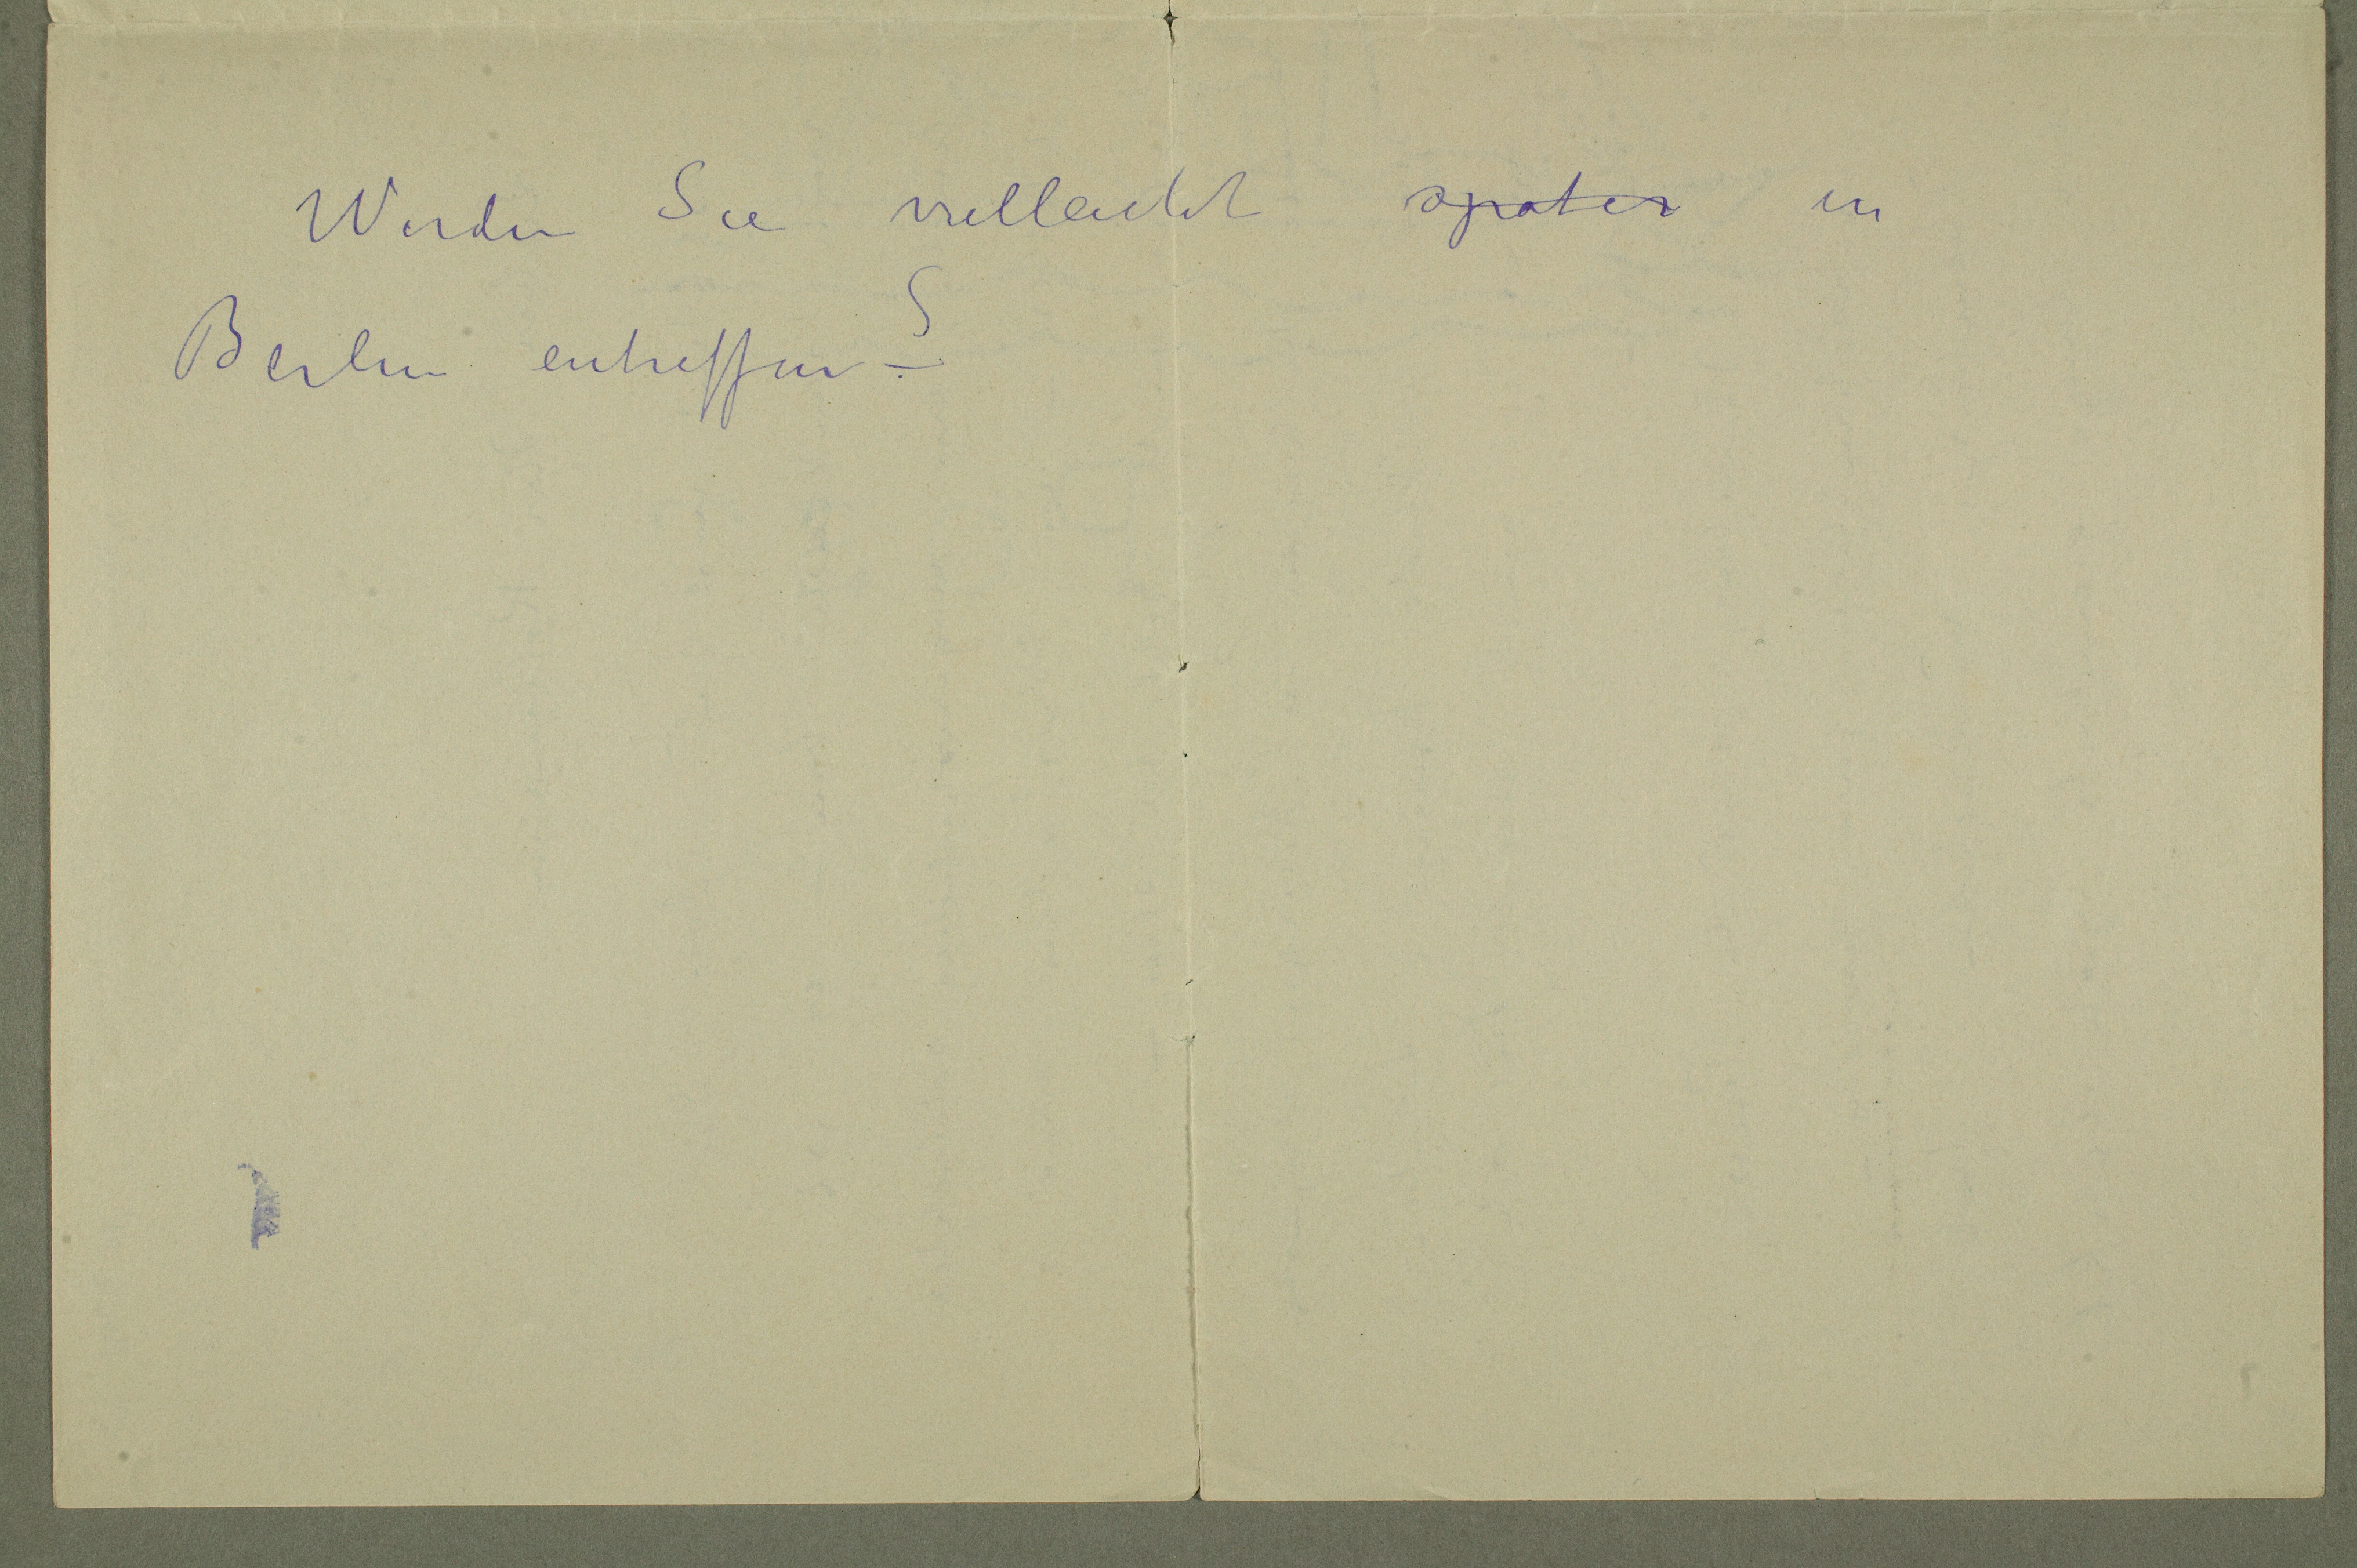 Werden Sie vielleicht später in
Berlin eintreffen?